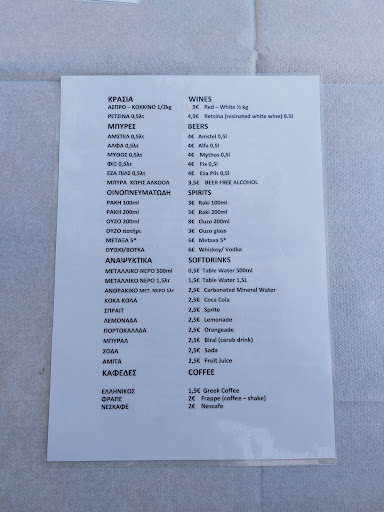 ΚΡΑΣΙΑ WINES
ΑΣΠΡΟ – ΚΟΚΚΙΝΟ 1/2kg 5€ Red – White ½ kg
ΡΕΤΣΙΝΑ 0,5λτ 4,5€ Retsina (resinated white wine) 0.5l
ΜΠΥΡΕΣ BEERS
ΑΜΣΤΕΛ 0,5λτ 4€ Amstel 0,5l
ΑΛΦΑ 0,5λτ 4€ Alfa 0,5l
ΜΥΘΟΣ 0,5λτ 4€ Mythos 0,5l
ΦΙΞ 0,5λτ 4€ Fix 0,5l
ΕΖΑ ΠΙΛΣ 0,5λτ 4€ Eza Pils 0,5l
ΜΠΥΡΑ ΧΩΡΙΣ ΑΛΚΟΟΛ 3,5€ BEER FREE ALCOHOL
ΟΙΝΟΠΝΕΥΜΑΤΩΔΗ SPIRITS
ΡΑΚΗ 100ml 3€ Raki 100ml
ΡΑΚΗ 200ml 5€ Raki 200ml
ΟΥΖΟ 200ml 8€ Ouzo 200ml
ΟΥΖΟ ποτήρι 3€ Ouzo glass
ΜΕΤΑΞΑ 5* 6€ Metaxa 5*
ΟΥΙΣΚΙ/ΒΟΤΚΑ 6€ Whiskey/ Vodka
ΑΝΑΨΥΚΤΙΚΑ SOFTDRINKS
ΜΕΤΑΛΛΙΚΟ ΝΕΡΟ 500ml 0,5€ Table Water 500ml
ΜΕΤΑΛΛΙΚΟ ΝΕΡΟ 1,5λτ 1,5€ Table Water 1,5L
ΑΝΘΡΑΚΙΚΟ ΜΕΤ. ΝΕΡΟ 1λτ 2,5€ Carbonated Mineral Water
ΚΟΚΑ ΚΟΛΑ 2,5€ Coca Cola
ΣΠΡΑΙΤ 2,5€ Sprite
ΛΕΜΟΝΑΔΑ 2,5€ Lemonade
ΠΟΡΤΟΚΑΛΑΔΑ 2,5€ Orangeade
ΜΠΥΡΑΛ 2,5€ Biral (carob drink)
ΣΟΔΑ 2,5€ Soda
ΑΜΙΤΑ 2,5€ Fruit Juice
ΚΑΦΕΔΕΣ COFFEE
ΕΛΛΗΝΙΚΟΣ 1,5€ Greek Coffee
ΦΡΑΠΕ 2€ Frappe (coffee – shake)
ΝΕΣΚΑΦΕ 2€ Nescafe